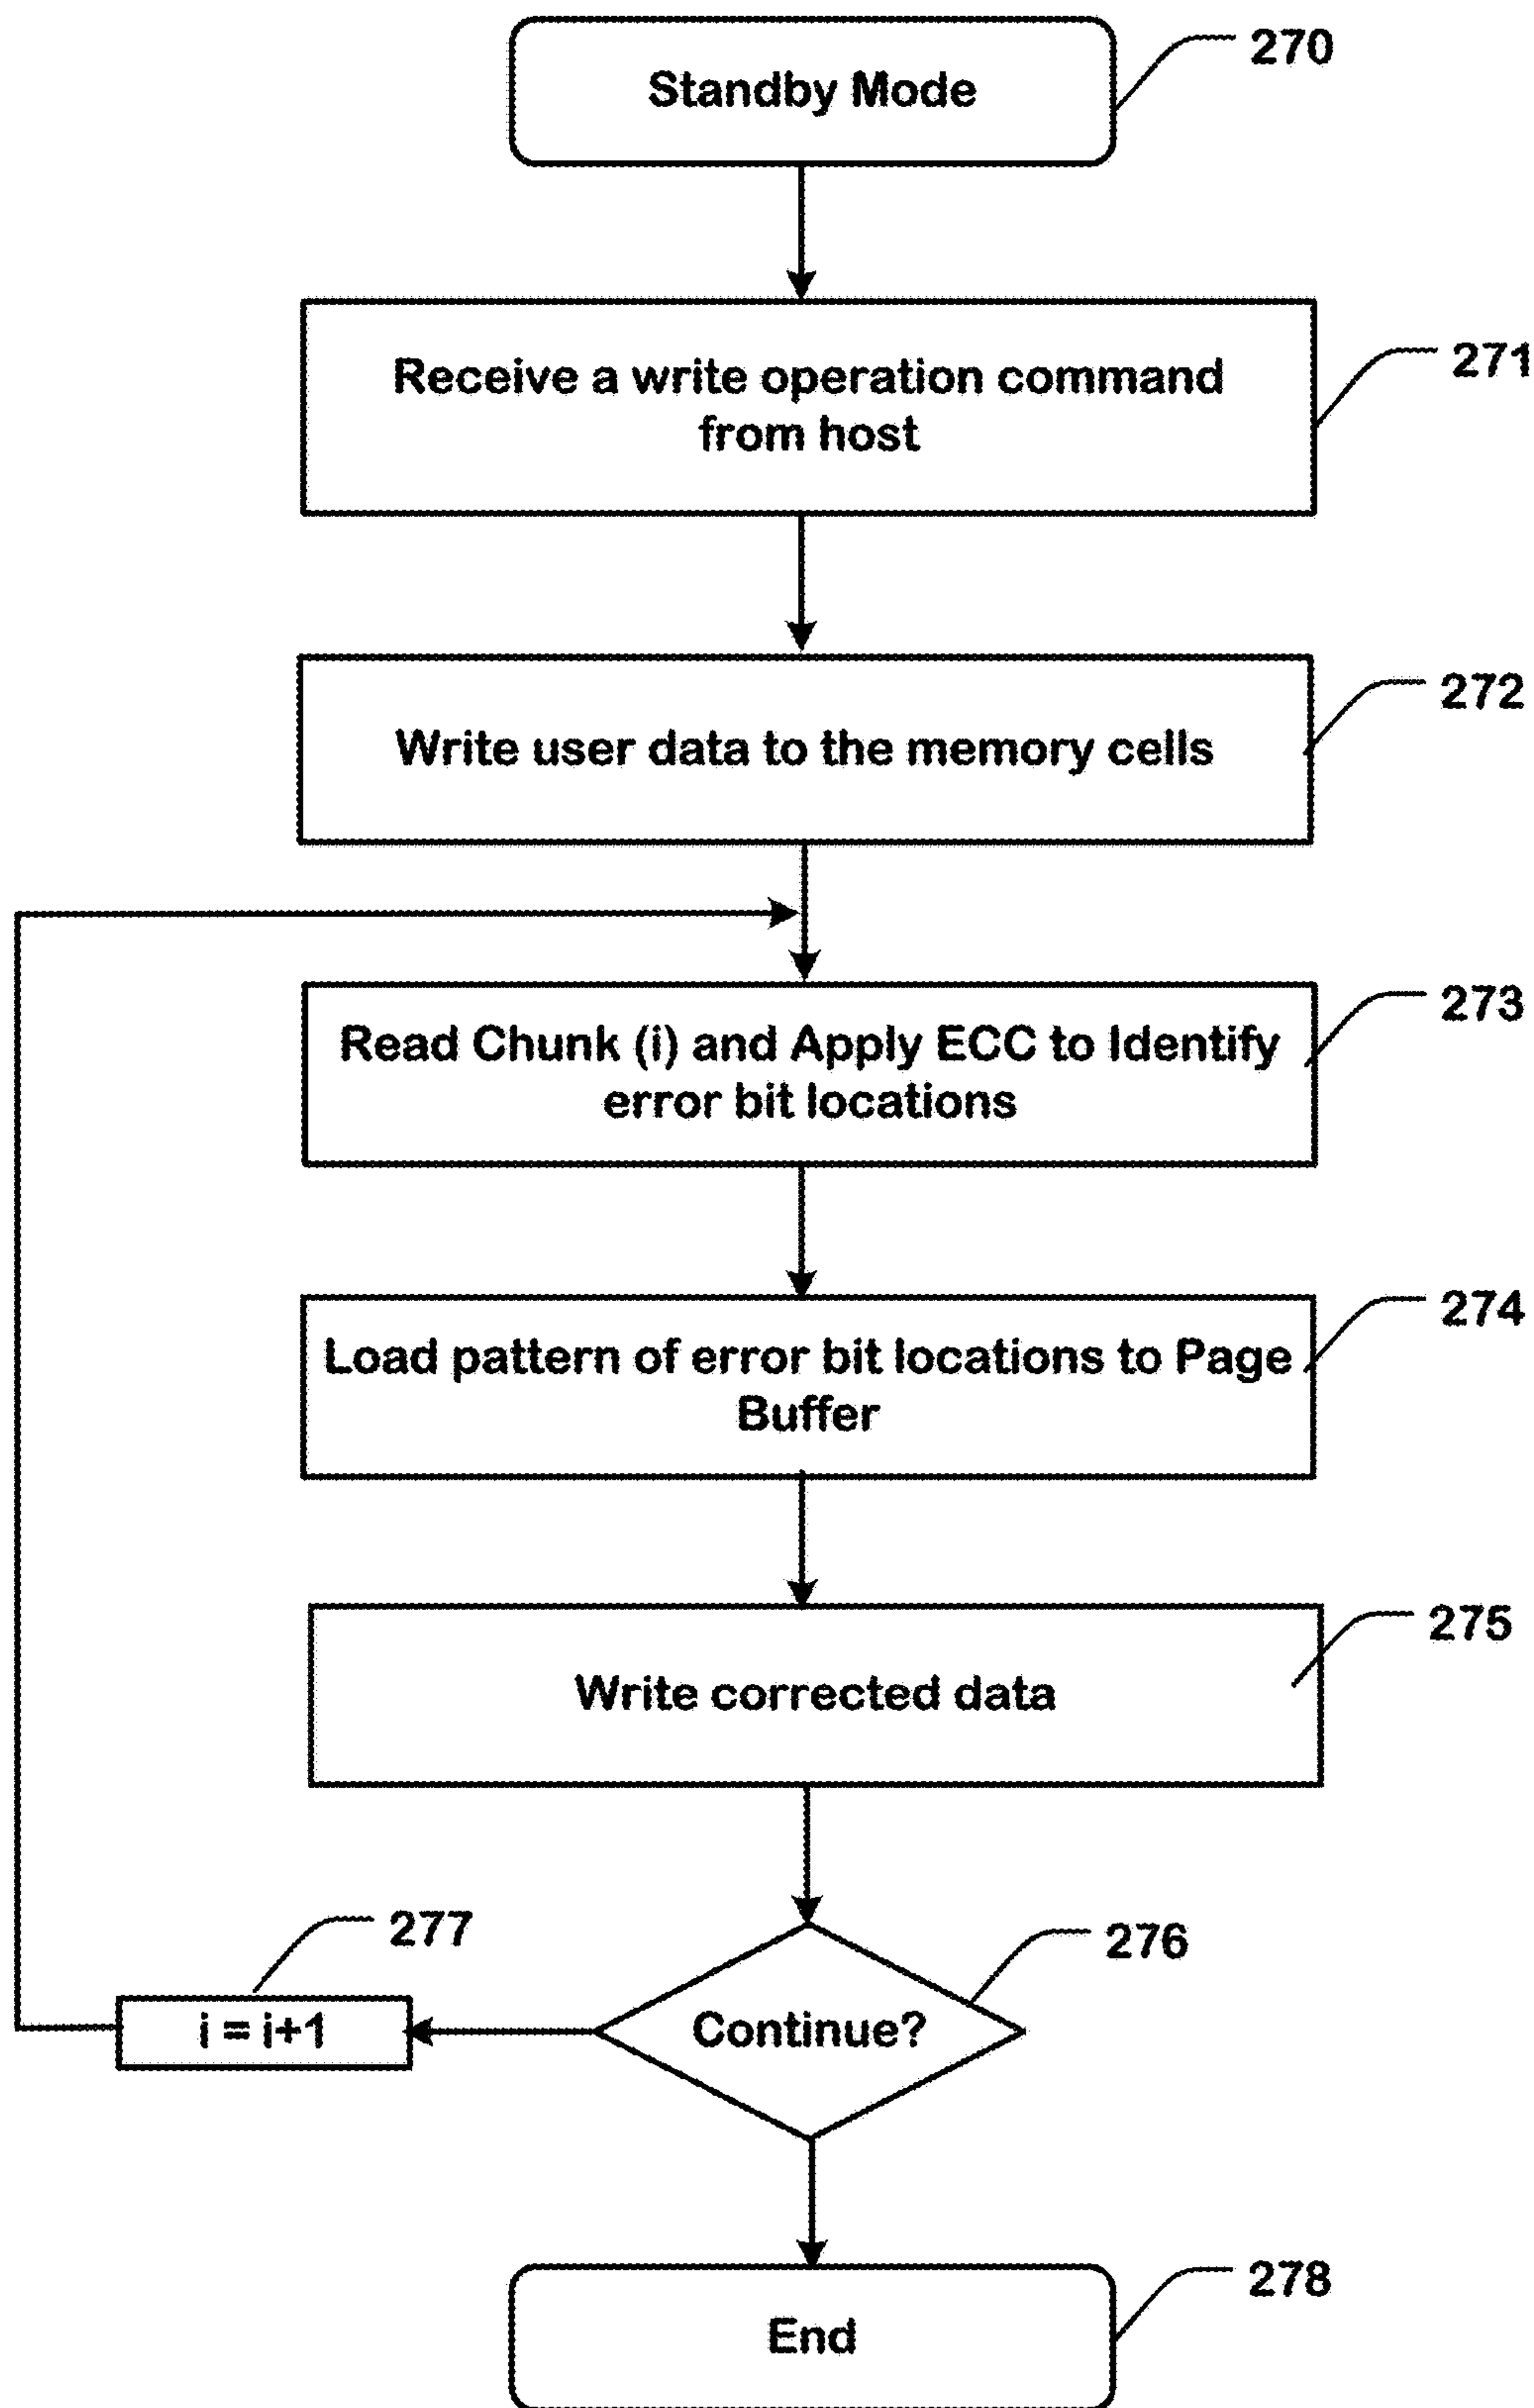 Standby Mode
270
Receive a write operation command
from host
271
Write user data to the memory cells
272
Read Chunk (i) and Apply ECC to Identify
error bit locations
273
Load pattern of error bit locations to Page
Buffer
274
Write corrected data
275
Continue?
276
i = i+1
277
End
278